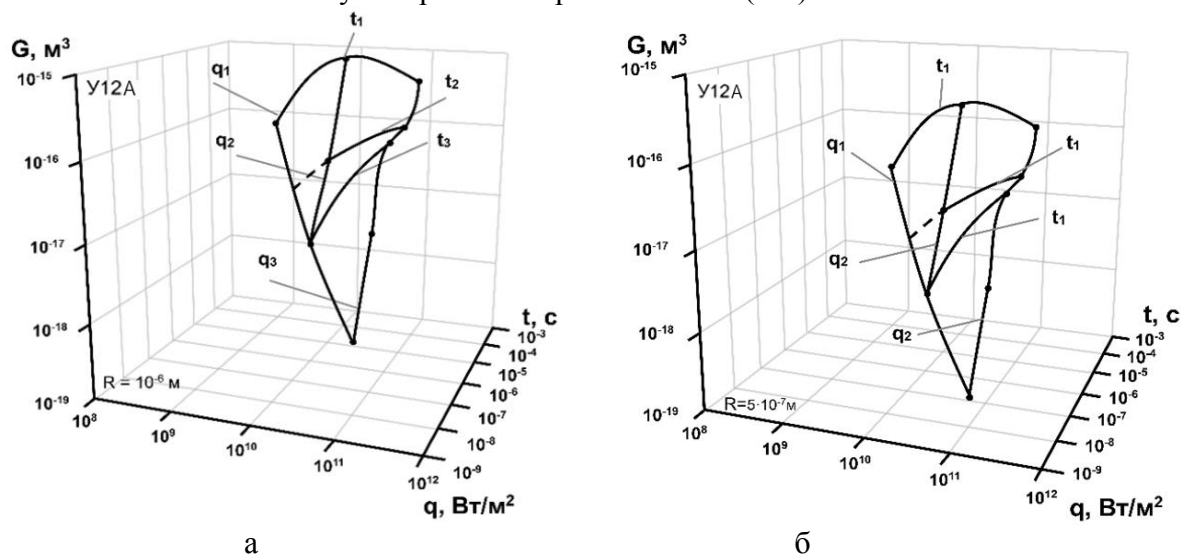 G, м³
10⁻¹⁵
10⁻¹⁶
10⁻¹⁷
10⁻¹⁸
10⁻¹⁹
У12А
q₁
q₂
q₃
t₁
t₂
t₃
R = 10⁻⁶ м
t, с
10⁻³
10⁻⁴
10⁻⁵
10⁻⁶
10⁻⁷
10⁻⁸
10⁻⁹
10⁸
10⁹
10¹⁰
10¹¹
10¹²
q, Вт/м²
а
G, м³
10⁻¹⁵
10⁻¹⁶
10⁻¹⁷
10⁻¹⁸
10⁻¹⁹
У12А
q₁
q₂
q₂
t₁
t₁
t₁
R=5·10⁻⁷м
t, с
10⁻³
10⁻⁴
10⁻⁵
10⁻⁶
10⁻⁷
10⁻⁸
10⁻⁹
10⁸
10⁹
10¹⁰
10¹¹
10¹²
q, Вт/м²
б